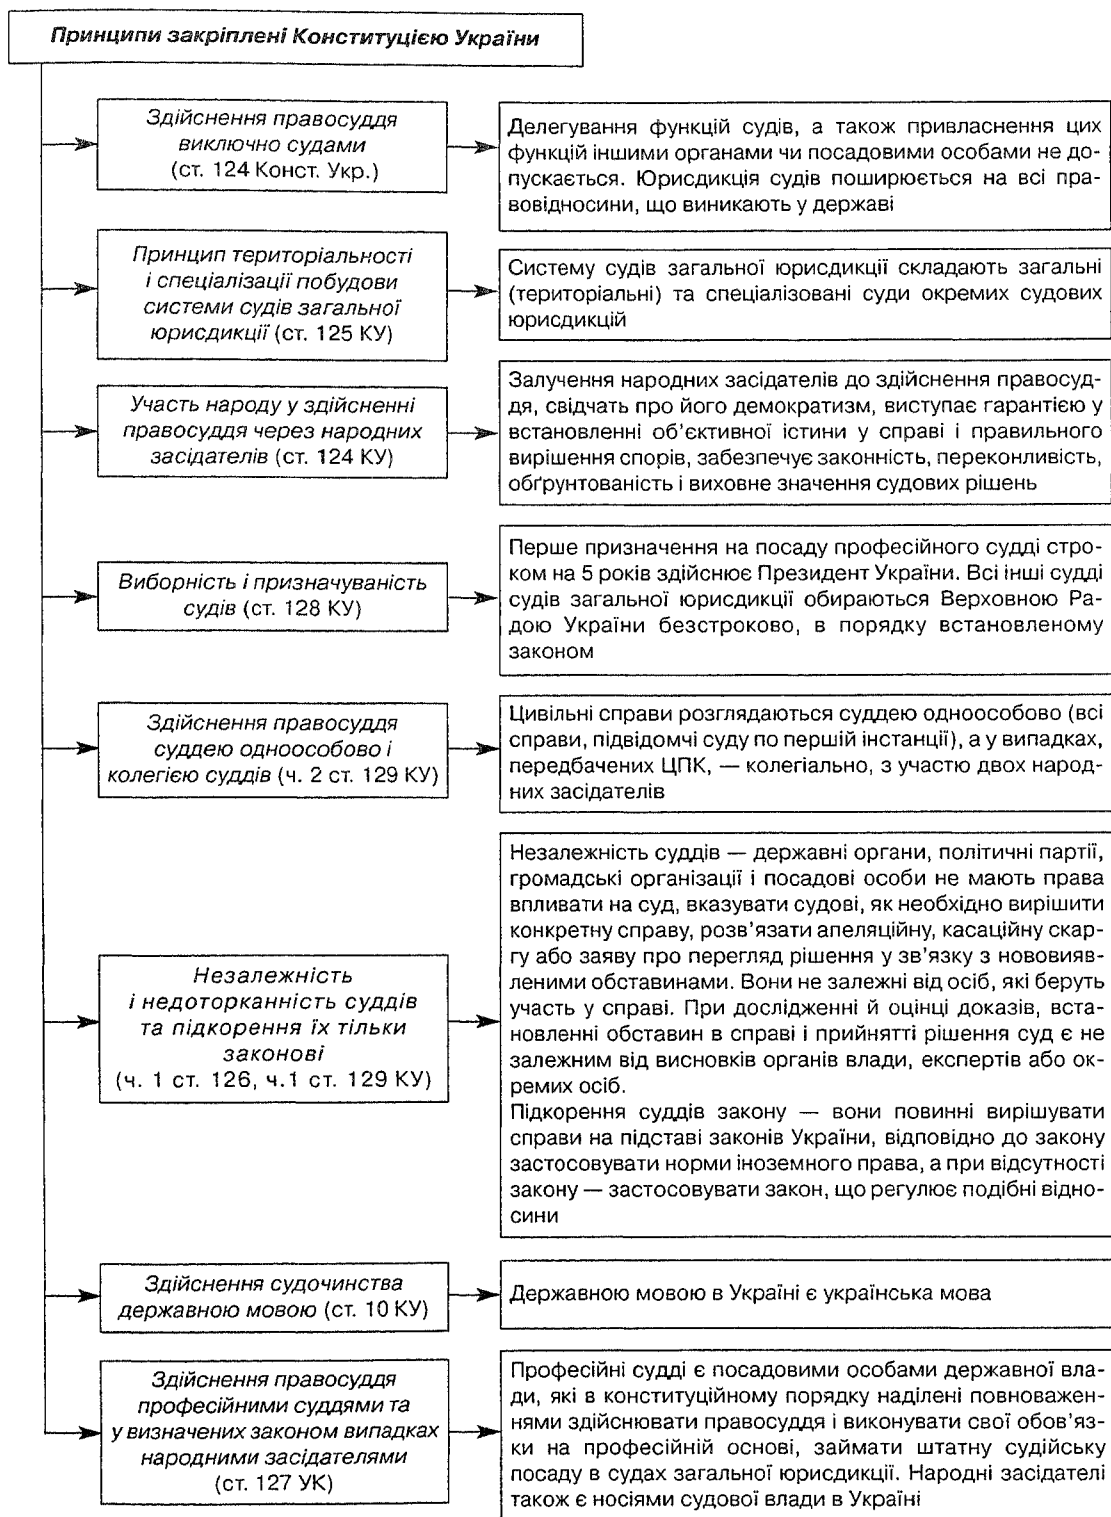 Принципи закріплені Конституцією України
Здійснення правосуддя
виключно судами
(ст. 124 Конст. Укр.)
Делегування функцій судів, а також привласнення цих
функцій іншими органами чи посадовими особами не до-
пускається. Юрисдикція судів поширюється на всі пра-
вовідносини, що виникають у державі
Принцип територіальності
і спеціалізації побудови
системи судів загальної
юрисдикції (ст. 125 КУ)
Систему судів загальної юрисдикції складають загальні
(територіальні) та спеціалізовані суди окремих судових
юрисдикцій
Участь народу у здійсненні
правосуддя через народних
засідателів (ст. 124 КУ)
Залучення народних засідателів до здійснення правосуд-
дя, свідчать про його демократизм, виступає гарантією у
встановленні об’єктивної істини у справі і правильного
вирішення спорів, забезпечує законність, переконливість,
обґрунтованість і виховне значення судових рішень
Виборність і призначуваність
судів (ст. 128 КУ)
Перше призначення на посаду професійного судді стро-
ком на 5 років здійснює Президент України. Всі інші судді
судів загальної юрисдикції обираються Верховною Ра-
дою України безстроково, в порядку встановленому
законом
Здійснення правосуддя
суддею одноособово і
колегією суддів (ч. 2 ст. 129 КУ)
Цивільні справи розглядаються суддею одноособово (всі
справи, підвідомчі суду по першій інстанції), а у випадках,
передбачених ЦПК, — колегіально, з участю двох народ-
них засідателів
Незалежність
і недоторканність суддів
та підкорення їх тільки
законові
(ч. 1 ст. 126, ч.1 ст. 129 КУ)
Незалежність суддів — державні органи, політичні партії,
громадські організації і посадові особи не мають права
впливати на суд, вказувати судові, як необхідно вирішити
конкретну справу, розв’язати апеляційну, касаційну скар-
гу або заяву про перегляд рішення у зв’язку з нововияв-
леними обставинами. Вони не залежні від осіб, які беруть
участь у справі. При дослідженні й оцінці доказів, вста-
новленні обставин в справі і прийнятті рішення суд є не
залежним від висновків органів влади, експертів або ок-
ремих осіб.
Підкорення суддів закону — вони повинні вирішувати
справи на підставі законів України, відповідно до закону
застосовувати норми іноземного права, а при відсутності
закону — застосовувати закон, що регулює подібні відно-
сини
Здійснення судочинства
державною мовою (ст. 10 КУ)
Державною мовою в Україні є українська мова
Здійснення правосуддя
професійними суддями та
у визначених законом випадках
народними засідателями
(ст. 127 УК)
Професійні судді є посадовими особами державної вла-
ди, які в конституційному порядку наділені повноважен-
нями здійснювати правосуддя і виконувати свої обов’яз-
ки на професійній основі, займати штатну судійську
посаду в судах загальної юрисдикції. Народні засідателі
також є носіями судової влади в Україні